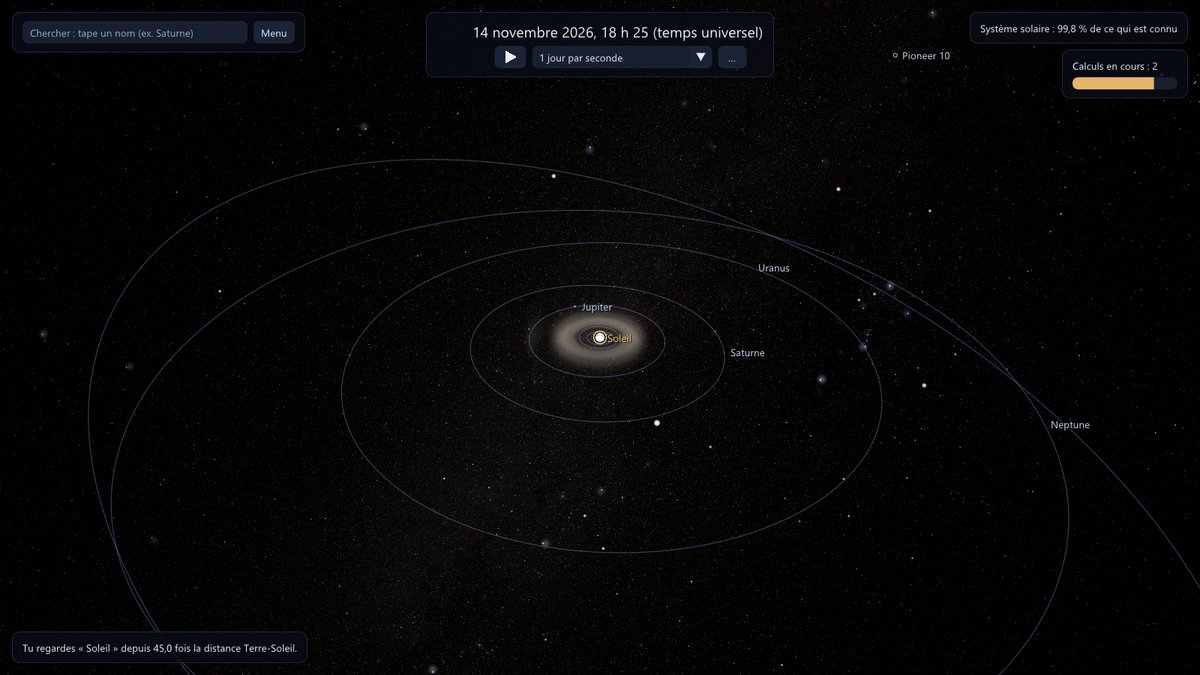 Chercher : tape un nom (ex. Saturne)
Menu
14 novembre 2026, 18 h 25 (temps universel)
1 jour par seconde
...
Système solaire : 99,8 % de ce qui est connu
Calculs en cours : 2
Pioneer 10
Uranus
Jupiter
Soleil
Saturne
Neptune
Tu regardes « Soleil » depuis 45,0 fois la distance Terre-Soleil.